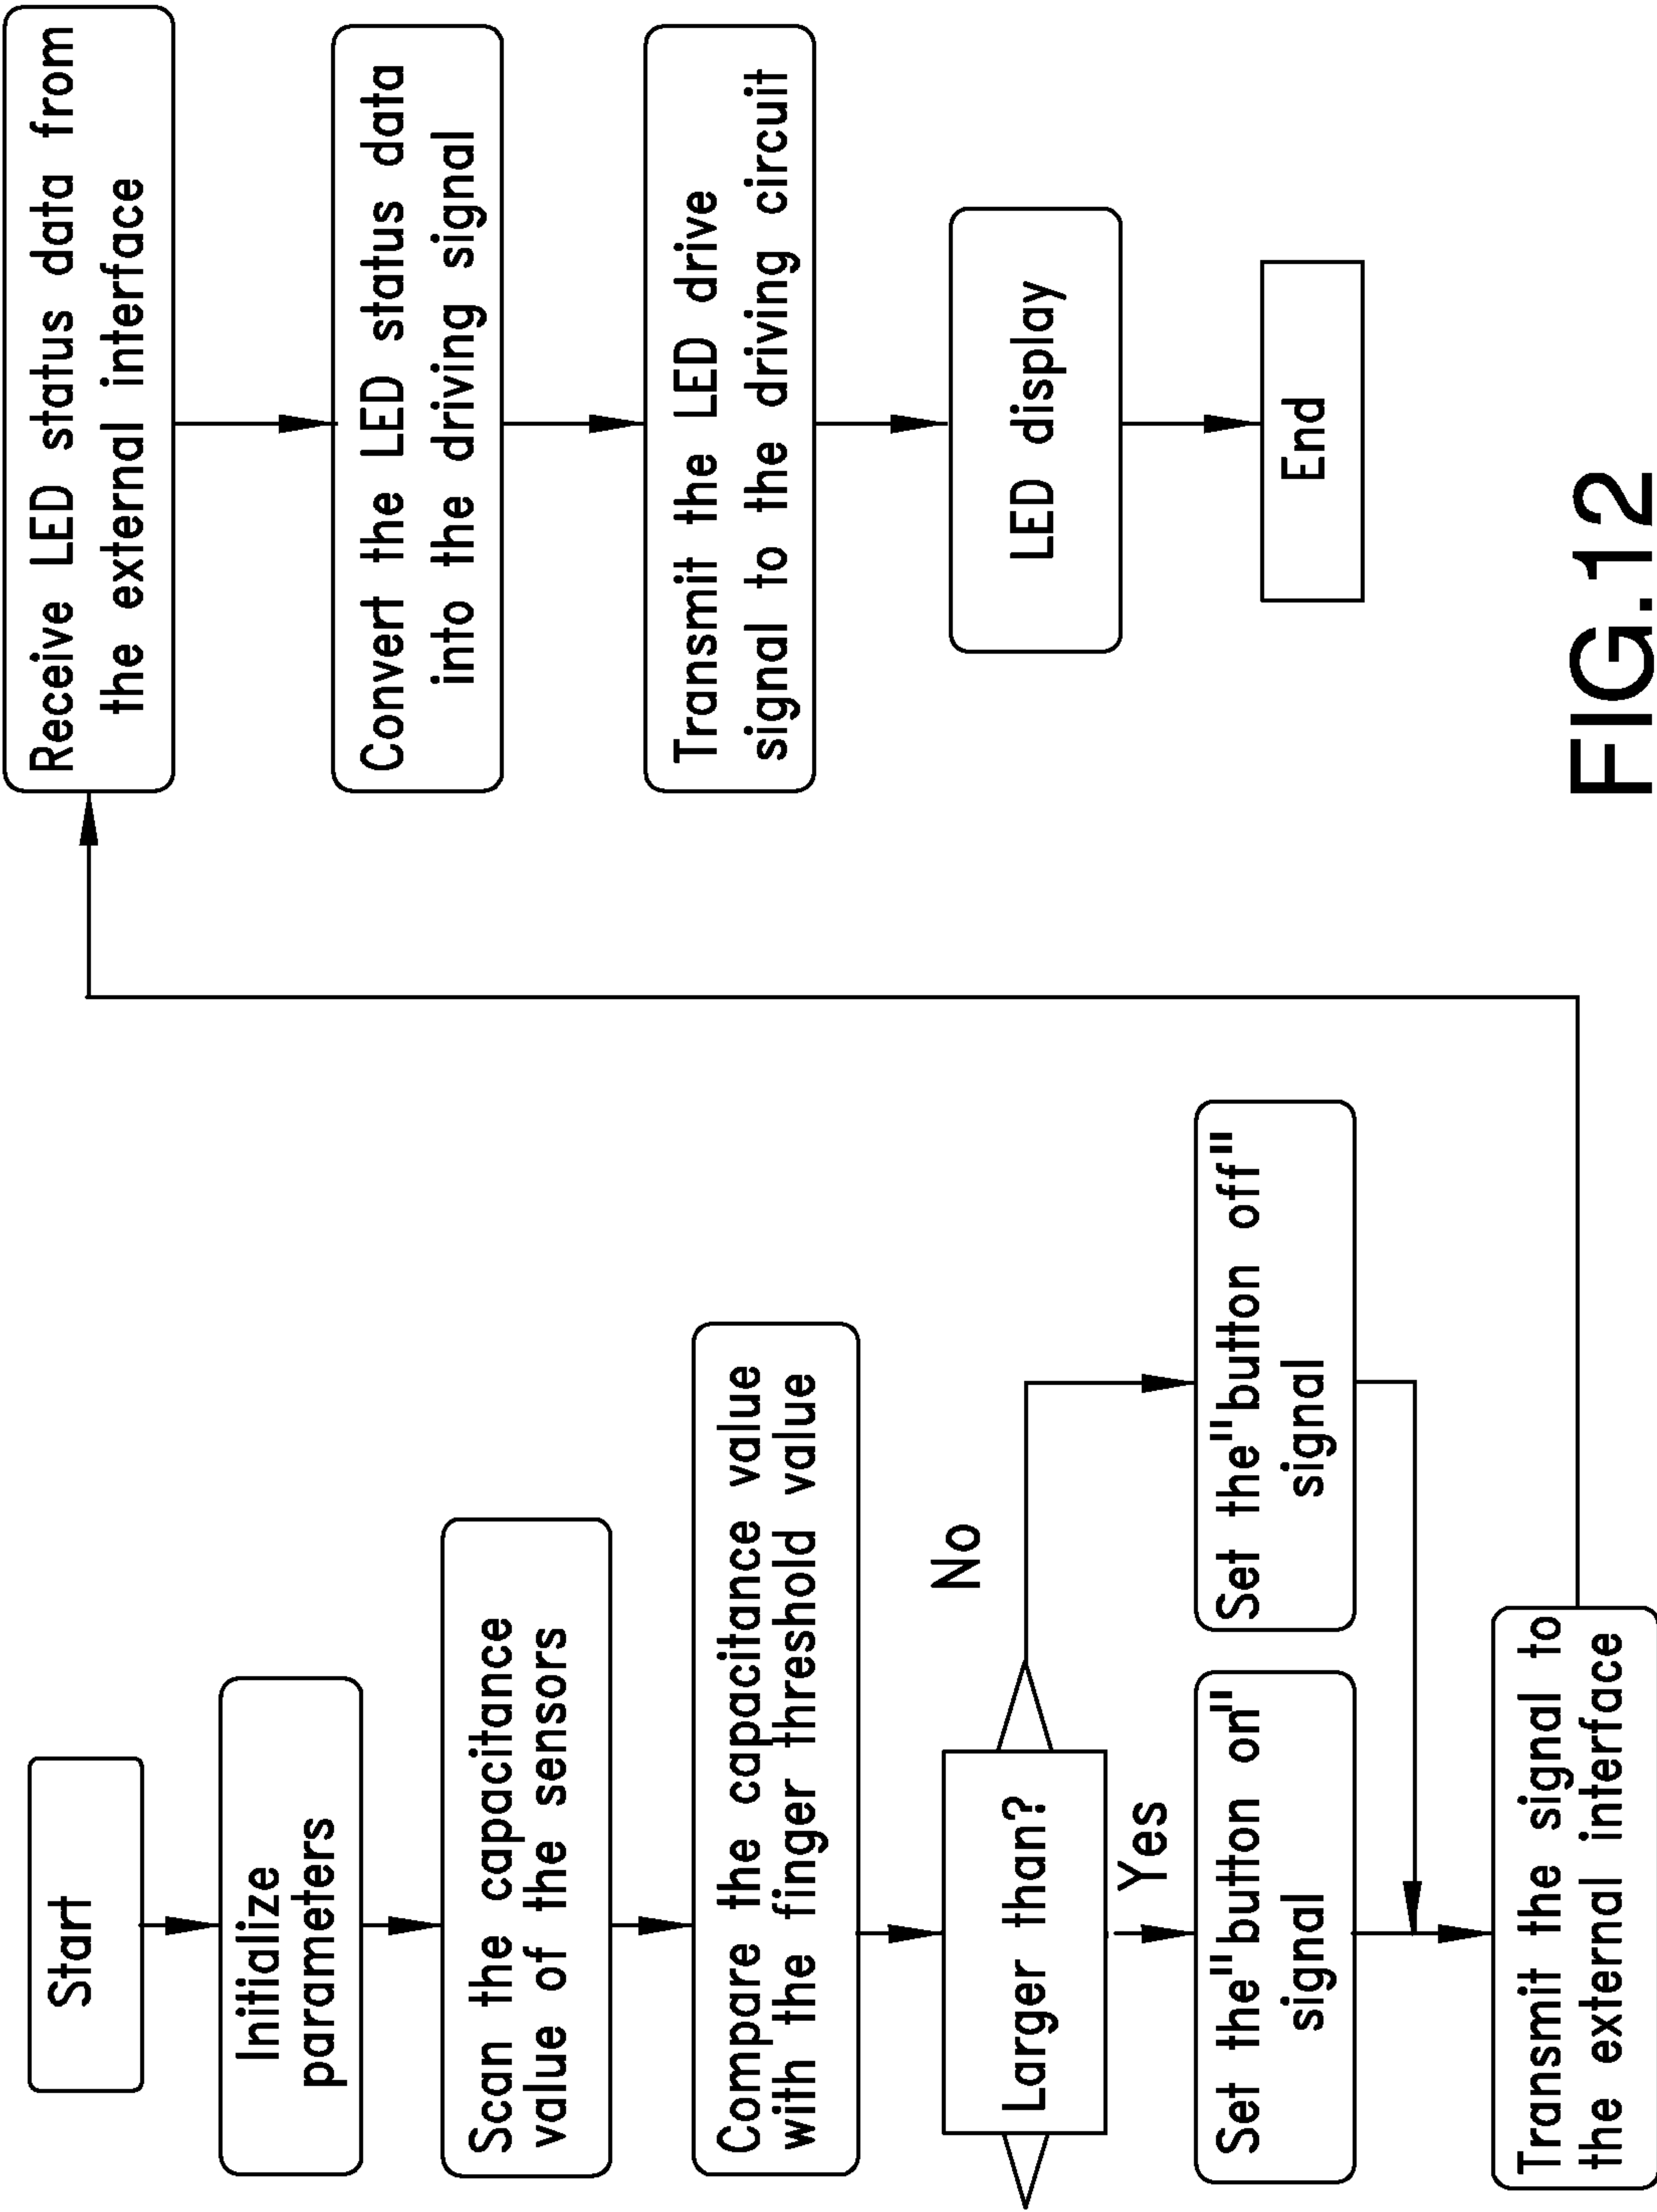 Start
Initialize
parameters
Scan the capacitance
value of the sensors
Compare the capacitance value
with the finger threshold value
Larger than?
No
Yes
Set the"button on"
signal
Set the"button off"
signal
Transmit the signal to
the external interface
Receive LED status data from
the external interface
Convert the LED status data
into the driving signal
Transmit the LED drive
signal to the driving circuit
LED display
End
FIG.12